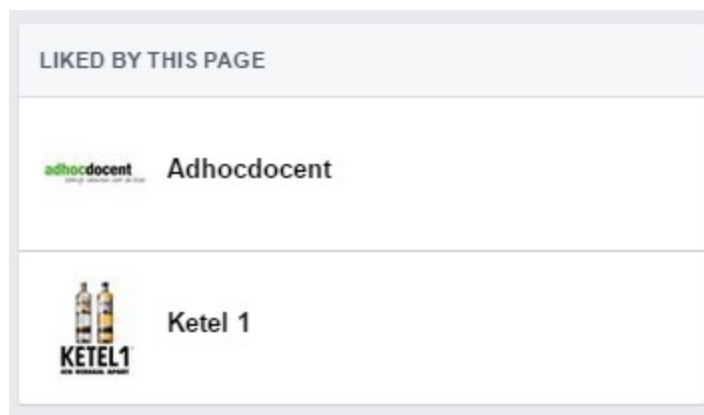 LIKED BY THIS PAGE
adhocdocent
Adhocdocent
Ketel 1
KETEL1